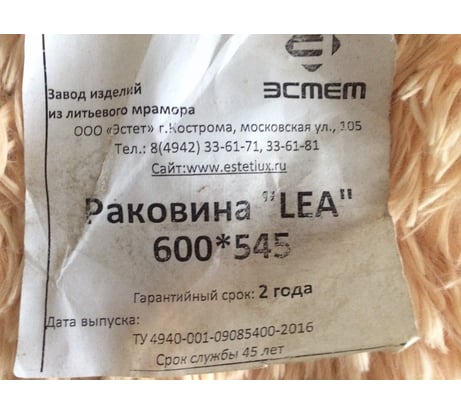 ЭСТЕТ
Завод изделий
из литьевого мрамора
ООО «Эстет» г.Кострома, московская ул., 105
Тел.: 8(4942) 33-61-71, 33-61-81
Сайт:www.estetiux.ru
Раковина "LEA"
600*545
Гарантийный срок: 2 года
Дата выпуска:
ТУ 4940-001-09085400-2016
Срок службы 45 лет